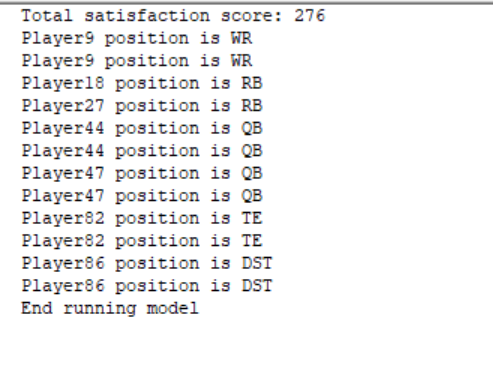 Total satisfaction score: 276
Player9 position is WR
Player9 position is WR
Player18 position is RB
Player27 position is RB
Player44 position is QB
Player44 position is QB
Player47 position is QB
Player47 position is QB
Player82 position is TE
Player82 position is TE
Player86 position is DST
Player86 position is DST
End running model